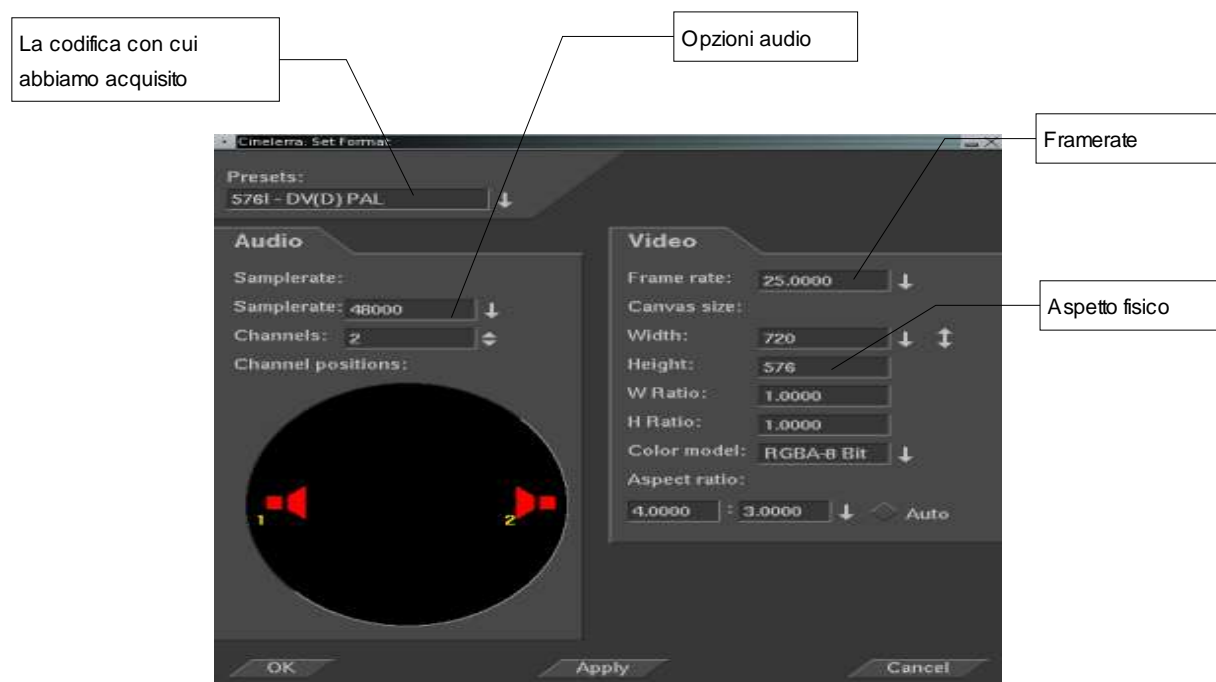 La codifica con cui
abbiamo acquisito
Opzioni audio
Framerate
Aspetto fisico
Cinelerra: Set Format
Presets:
576I - DV(D) PAL
Audio
Samplerate:
Samplerate: 48000
Channels: 2
Channel positions:
1
2
Video
Frame rate: 25.0000
Canvas size:
Width: 720
Height: 576
W Ratio: 1.0000
H Ratio: 1.0000
Color model: RGBA-8 Bit
Aspect ratio:
4.0000 : 3.0000 Auto
OK
Apply
Cancel